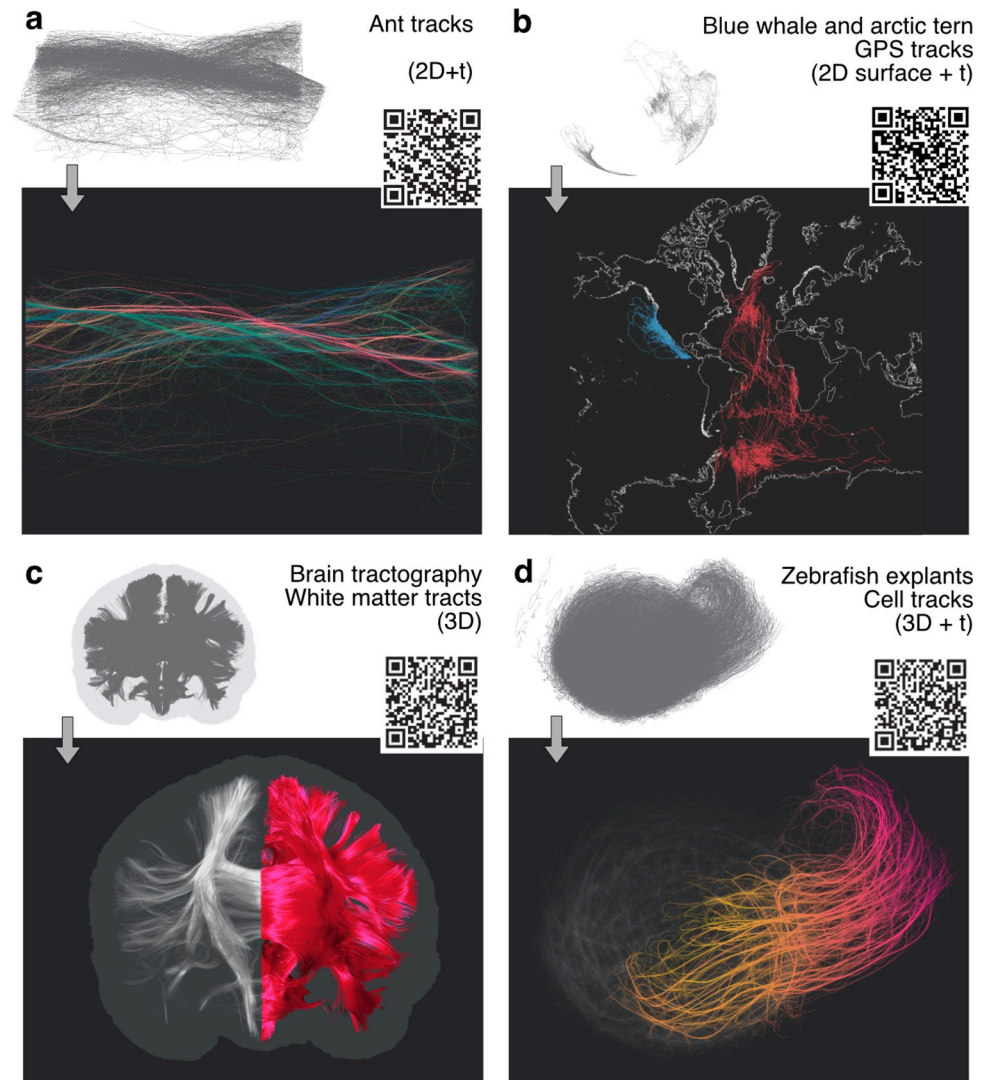 a
Ant tracks
(2D+t)
b
Blue whale and arctic tern
GPS tracks
(2D surface + t)
c
Brain tractography
White matter tracts
(3D)
d
Zebrafish explants
Cell tracks
(3D + t)